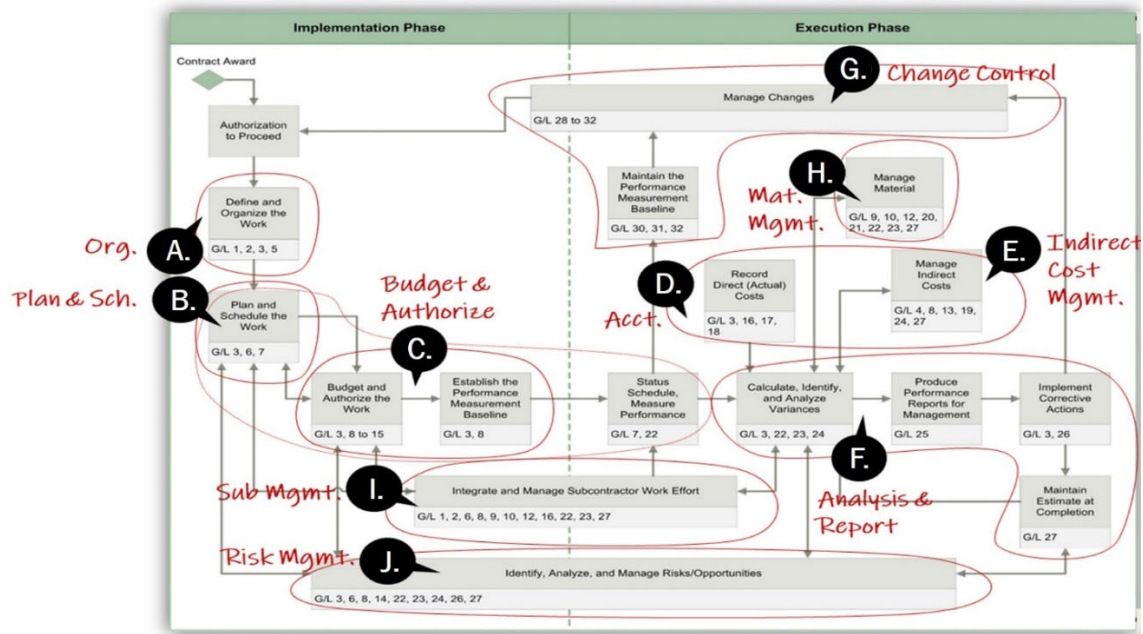 Implementation Phase
Execution Phase
Contract Award
Authorization
to Proceed
Define and
Organize the
Work
G/L 1, 2, 3, 5
A.
Org.
Plan and
Schedule the
Work
G/L 3, 6, 7
B.
Plan & Sch.
Budget &
Authorize
C.
Budget and
Authorize the
Work
G/L 3, 8 to 15
Establish the
Performance
Measurement
Baseline
G/L 3, 8
G.
Change Control
Manage Changes
G/L 28 to 32
Maintain the
Performance
Measurement
Baseline
G/L 30, 31, 32
H.
Mat.
Mgmt.
Manage
Material
G/L 9, 10, 12, 20,
21, 22, 23, 27
D.
Acct.
Record
Direct (Actual)
Costs
G/L 3, 16, 17,
18
E.
Indirect
Cost
Mgmt.
Manage
Indirect
Costs
G/L 4, 8, 13, 19,
24, 27
Status
Schedule,
Measure
Performance
G/L 7, 22
Calculate, Identify,
and Analyze
Variances
G/L 3, 22, 23, 24
Produce
Performance
Reports for
Management
G/L 25
Implement
Corrective
Actions
G/L 3, 26
F.
Analysis &
Report
Maintain
Estimate at
Completion
G/L 27
Sub Mgmt.
I.
Integrate and Manage Subcontractor Work Effort
G/L 1, 2, 6, 8, 9, 10, 12, 16, 22, 23, 27
Risk Mgmt.
J.
Identify, Analyze, and Manage Risks/Opportunities
G/L 3, 6, 8, 14, 22, 23, 24, 26, 27